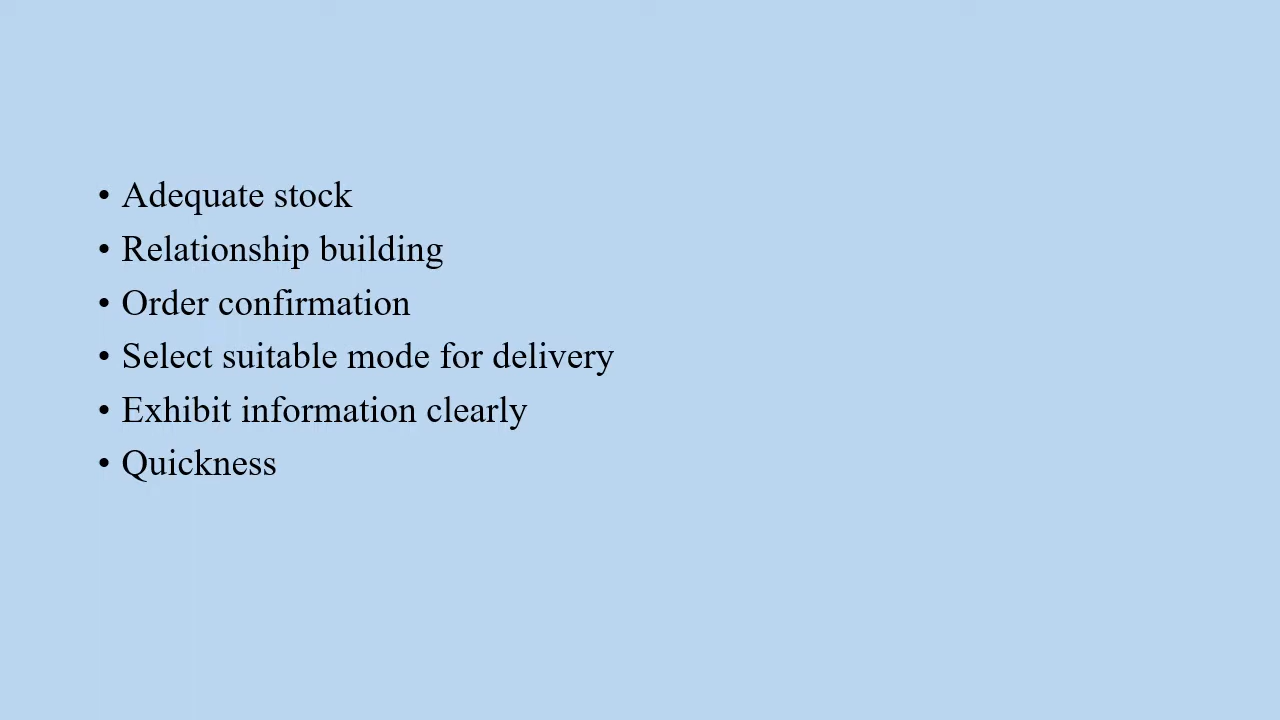 • Adequate stock
• Relationship building
• Order confirmation
• Select suitable mode for delivery
• Exhibit information clearly
• Quickness